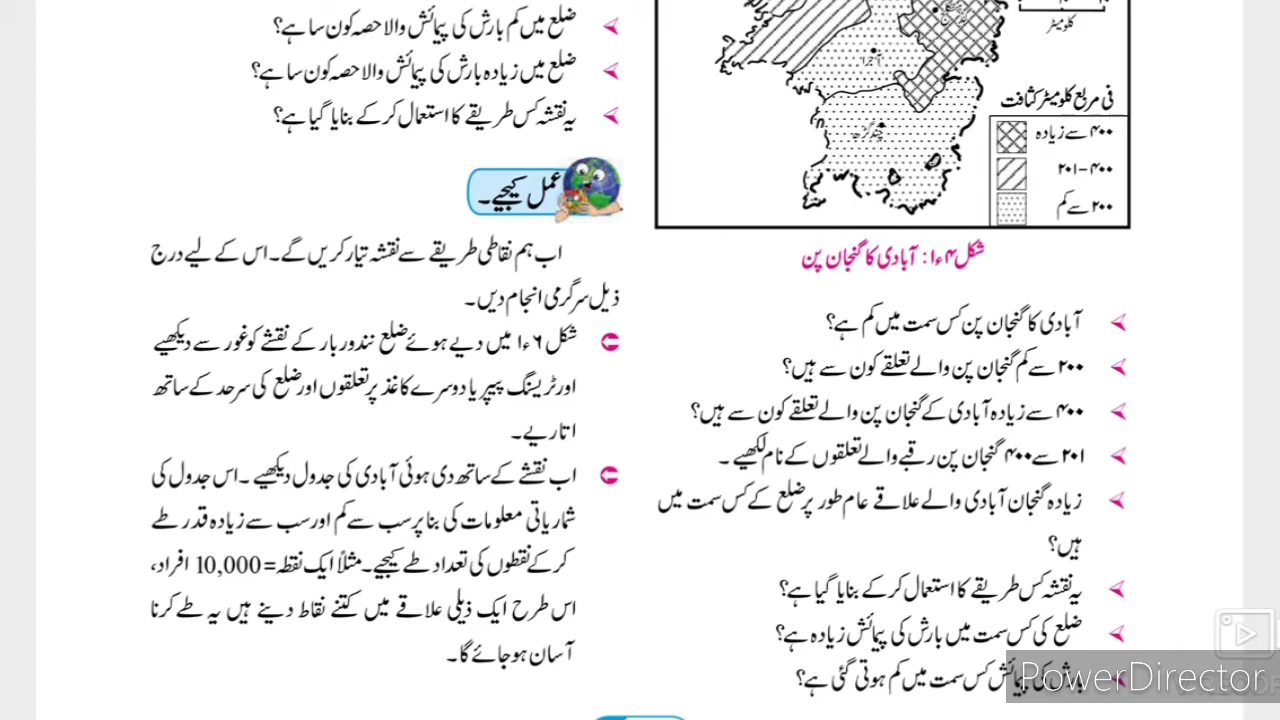 کلومیٹر
آجرا
چندگڑھ
فی مربع کلومیٹر کثافت
۴۰۰ سے زیادہ
۲۰۱-۴۰۰
۲۰۰ سے کم
شکل ۱ء۴: آبادی کا گنجان پن
آبادی کا گنجان پن کس سمت میں کم ہے؟
۲۰۰ سے کم گنجان پن والے تعلقے کون سے ہیں؟
۴۰۰ سے زیادہ آبادی کے گنجان پن والے تعلقے کون سے ہیں؟
۲۰۱ سے ۴۰۰ گنجان پن رقبے والے تعلقوں کے نام لکھیے۔
زیادہ گنجان آبادی والے علاقے عام طور پر ضلع کے کس سمت میں
ہیں؟
یہ نقشہ کس طریقے کا استعمال کرکے بنایا گیا ہے؟
ضلع کی کس سمت میں بارش کی پیمائش زیادہ ہے؟
کی پیمائش کس سمت میں کم ہوتی گئی ہے؟
ضلع میں کم بارش کی پیمائش والا حصہ کون سا ہے؟
ضلع میں زیادہ بارش کی پیمائش والا حصہ کون سا ہے؟
یہ نقشہ کس طریقے کا استعمال کرکے بنایا گیا ہے؟
عمل کیجیے۔
اب ہم نقاطی طریقے سے نقشہ تیار کریں گے۔ اس کے لیے درج
ذیل سرگرمی انجام دیں۔
شکل ۱ء۶ میں دیے ہوئے ضلع نندوربار کے نقشے کو غور سے دیکھیے
اور ٹریسنگ پیپر یا دوسرے کاغذ پر تعلقوں اور ضلع کی سرحد کے ساتھ
اتاریے۔
اب نقشے کے ساتھ دی ہوئی آبادی کی جدول دیکھیے۔ اس جدول کی
شماریاتی معلومات کی بنا پر سب سے کم اور سب سے زیادہ قدر طے
کرکے نقطوں کی تعداد طے کیجیے۔ مثلاً ایک نقطہ = 10,000 افراد،
اس طرح ایک ذیلی علاقے میں کتنے نقاط دینے ہیں یہ طے کرنا
آسان ہوجائے گا۔
PowerDirector